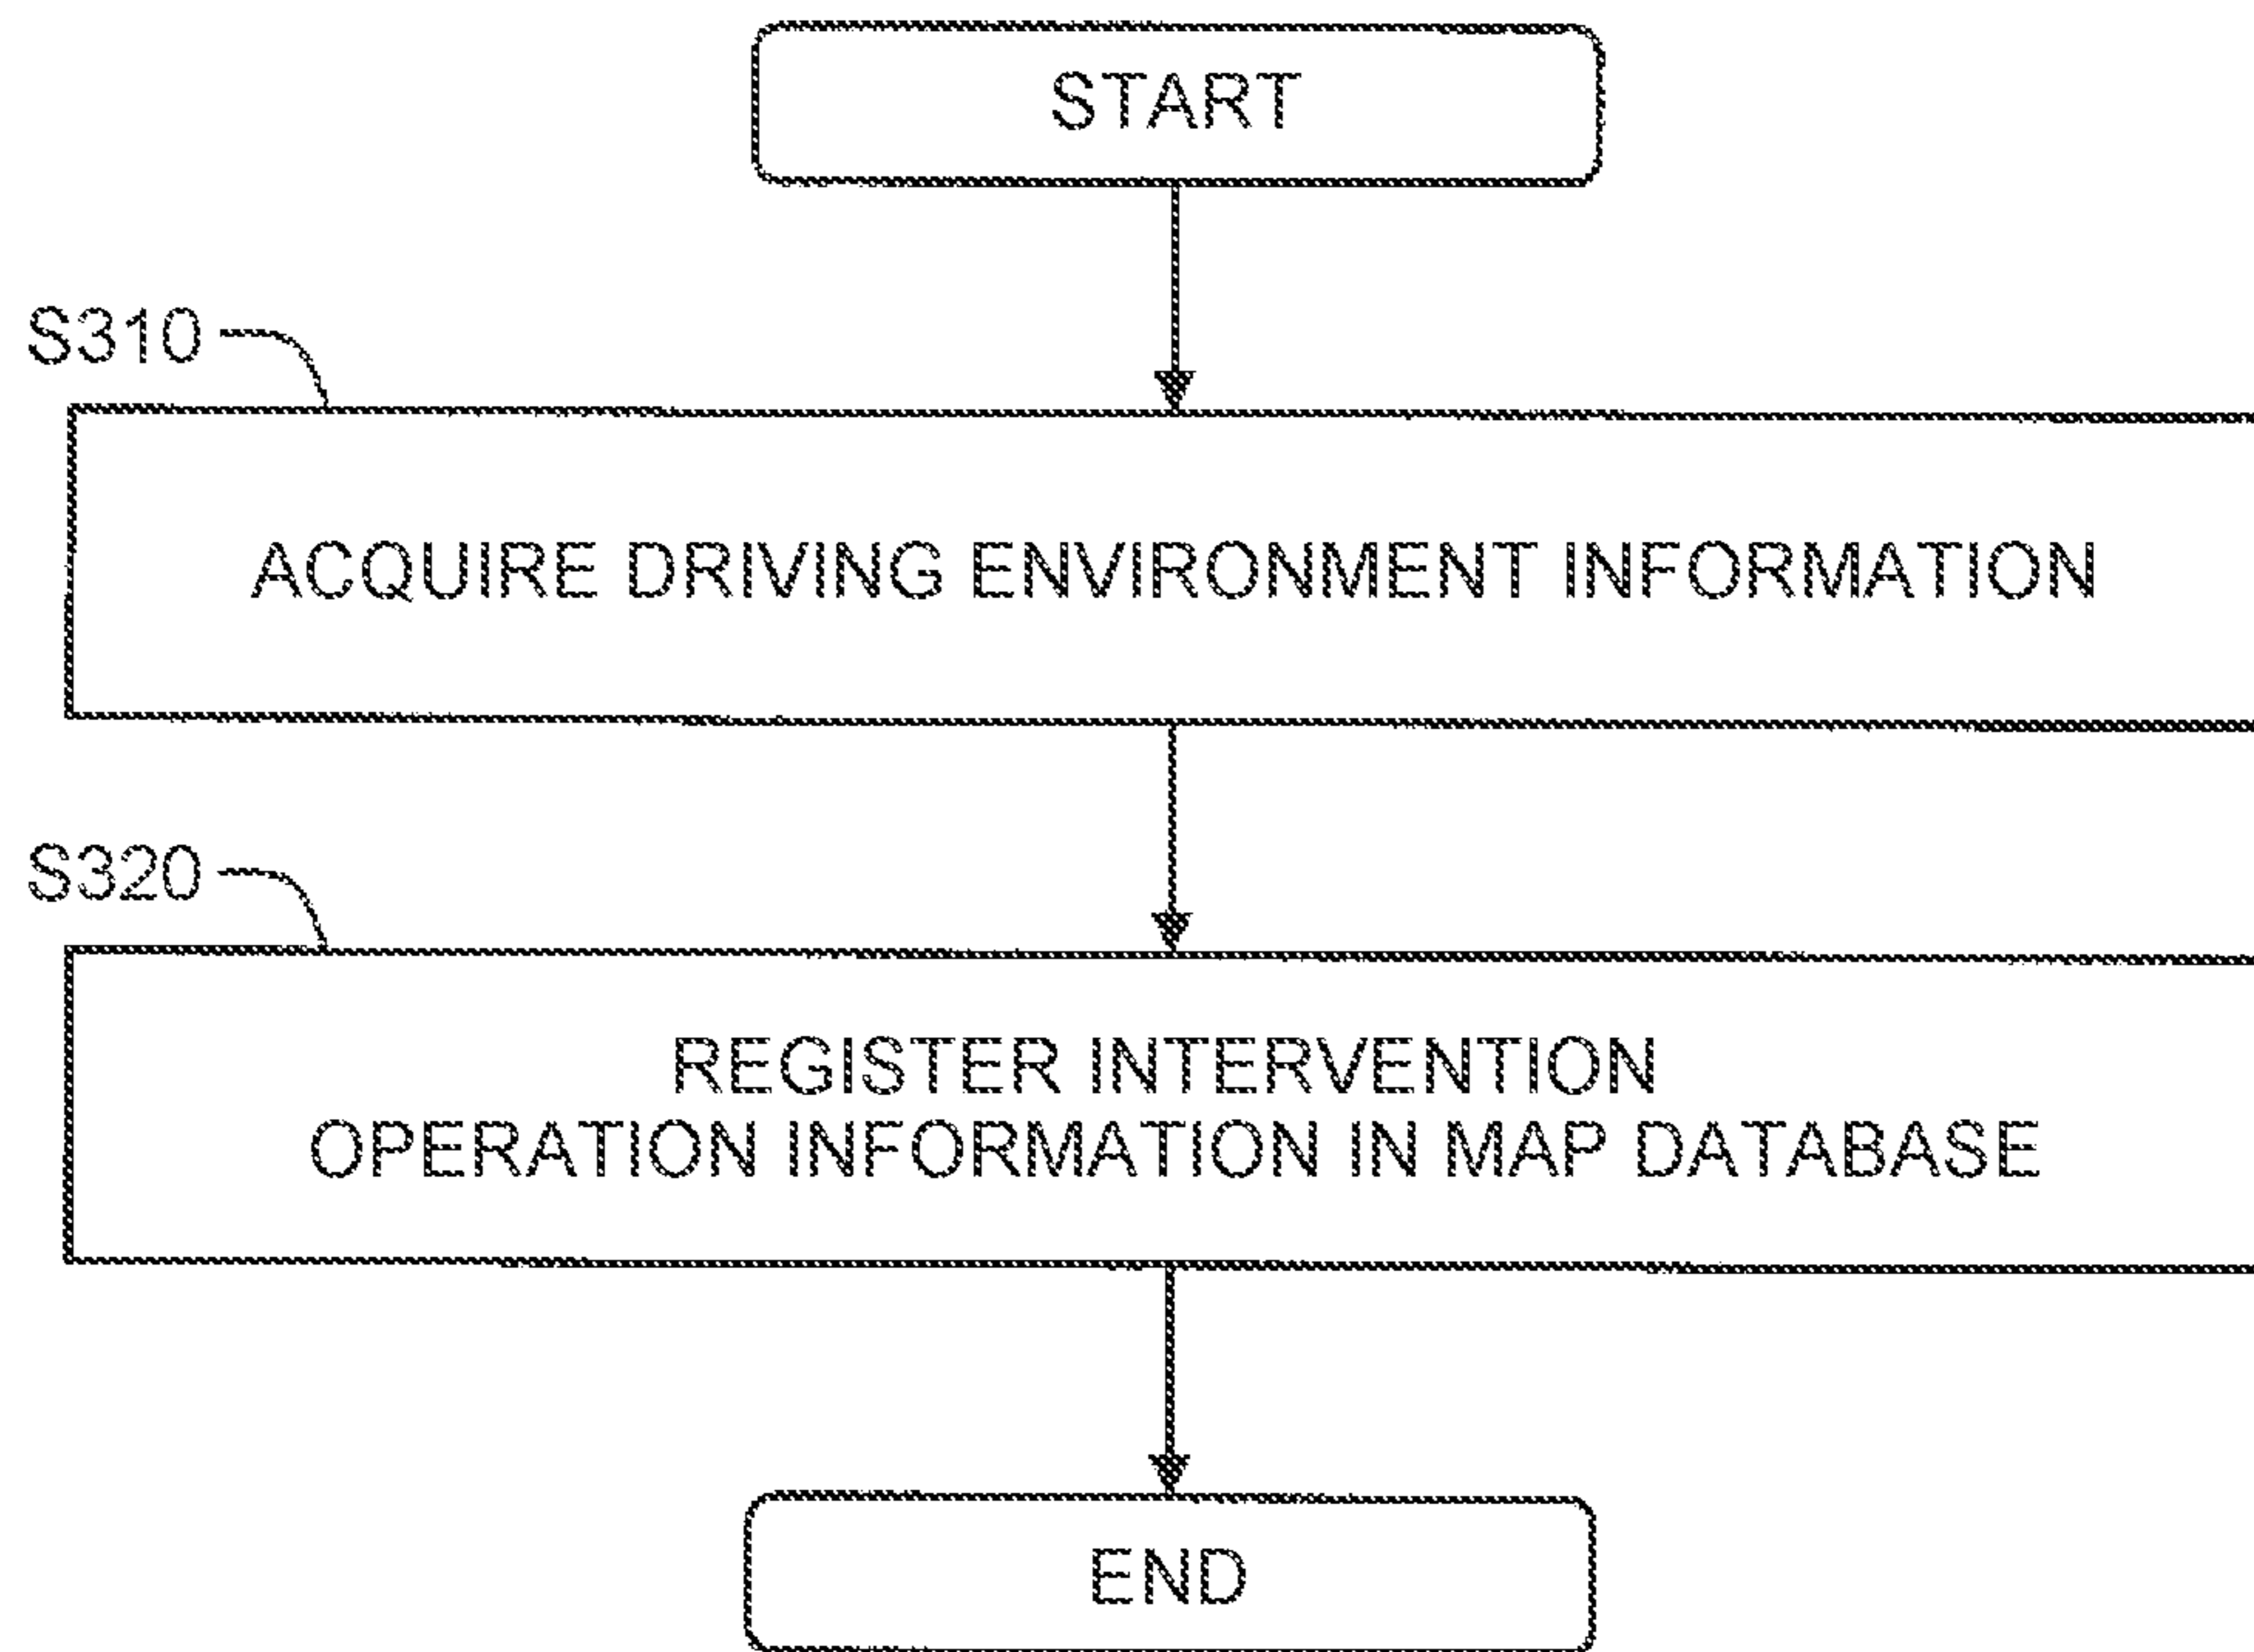 START
S310
ACQUIRE DRIVING ENVIRONMENT INFORMATION
S320
REGISTER INTERVENTION
OPERATION INFORMATION IN MAP DATABASE
END